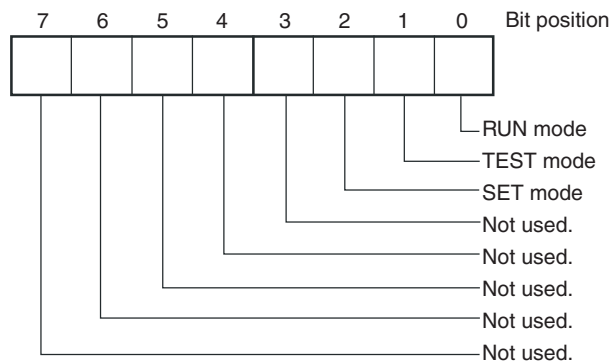 7 6 5 4 3 2 1 0 Bit position
RUN mode
TEST mode
SET mode
Not used.
Not used.
Not used.
Not used.
Not used.